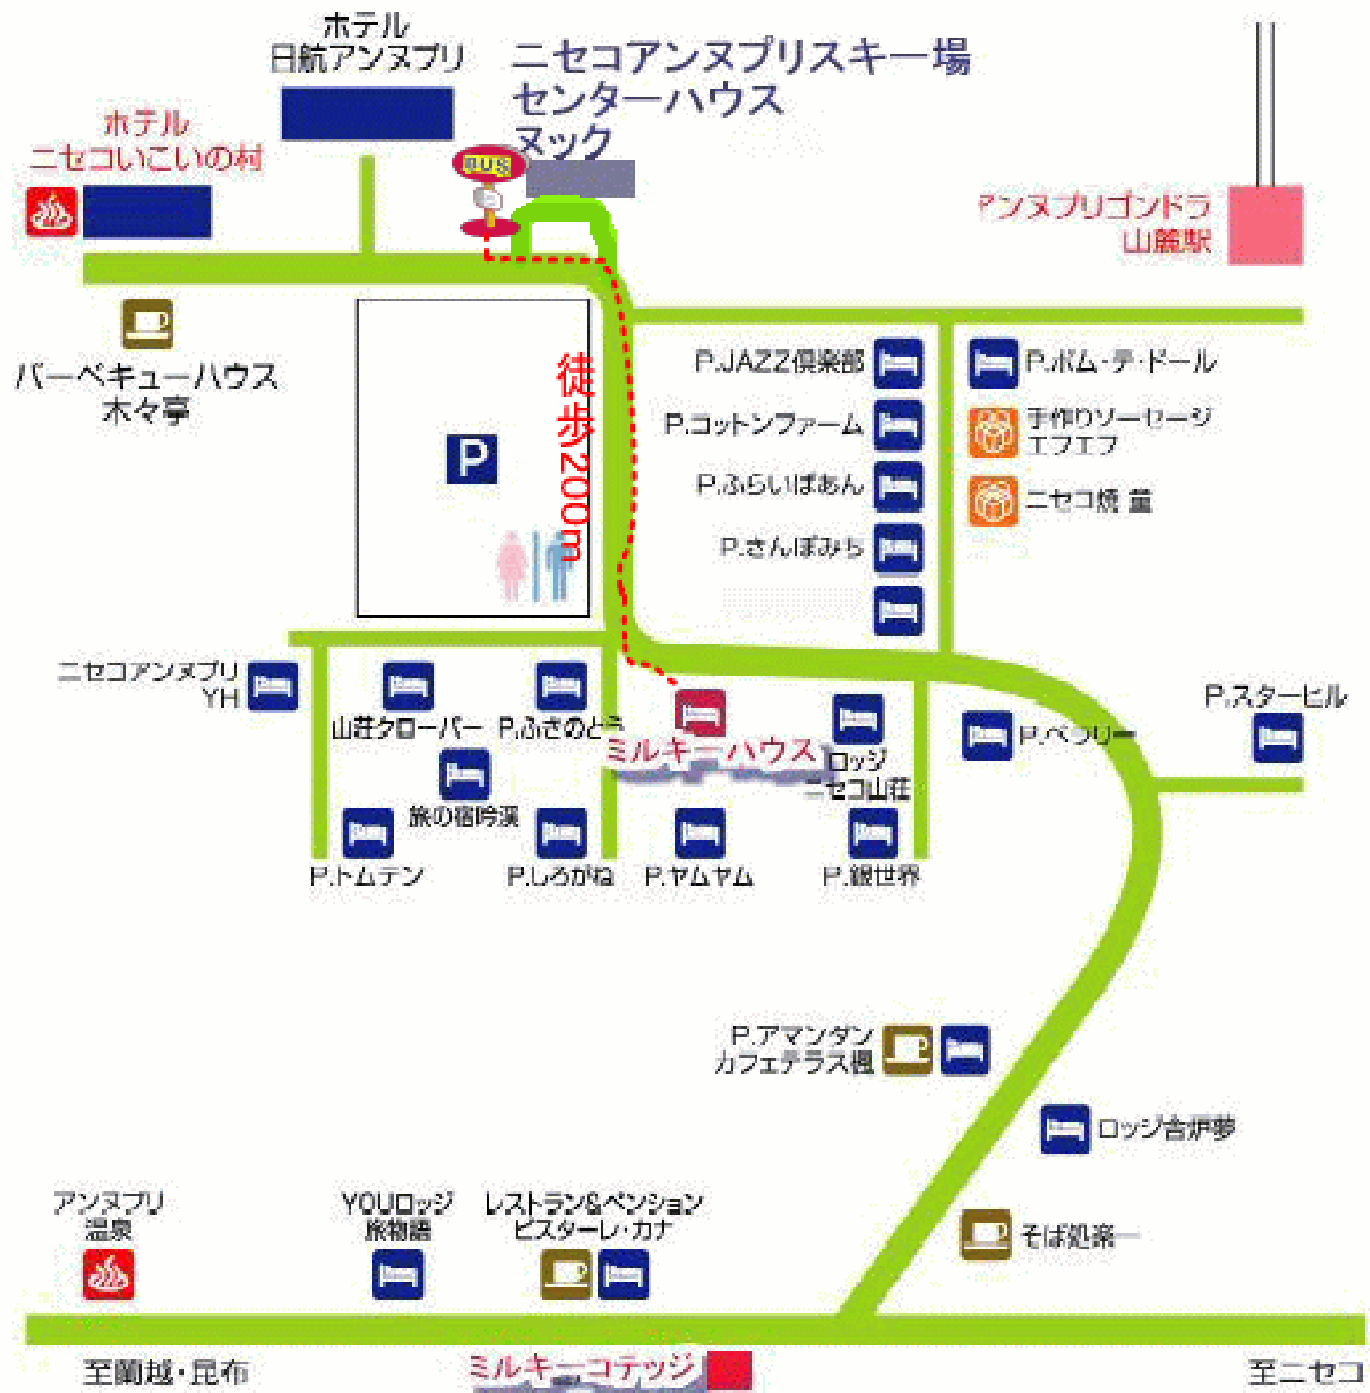 ホテル
日航アンヌプリ
ニセコアンヌプリスキー場
センターハウス
ヌック
ホテル
ニセコいこいの村
BUS
アンヌプリゴンドラ
山麓駅
バーベキューハウス
木々亭
徒歩200m
P
P.JAZZ倶楽部
P.コットンファーム
P.ふらいぱあん
P.さんぽみち
P.ポム・テ・ドール
手作りソーセージ
エフエフ
ニセコ焼
ニセコアンヌプリ
YH
山荘クローバー
P.ふきのとう
ミルキーハウス
ロッジ
ニセコ山荘
P.ベラリー
P.スターヒル
旅の宿吟渓
P.トムテン
P.しろがね
P.ヤムヤム
P.銀世界
P.アマンダン
カフェテラス楓
ロッジ舎炉夢
そば処楽一
アンヌプリ
温泉
YOUロッジ
旅物語
レストラン&ペンション
ビスターレ・カナ
至蘭越・昆布
ミルキーコテッジ
至ニセコ